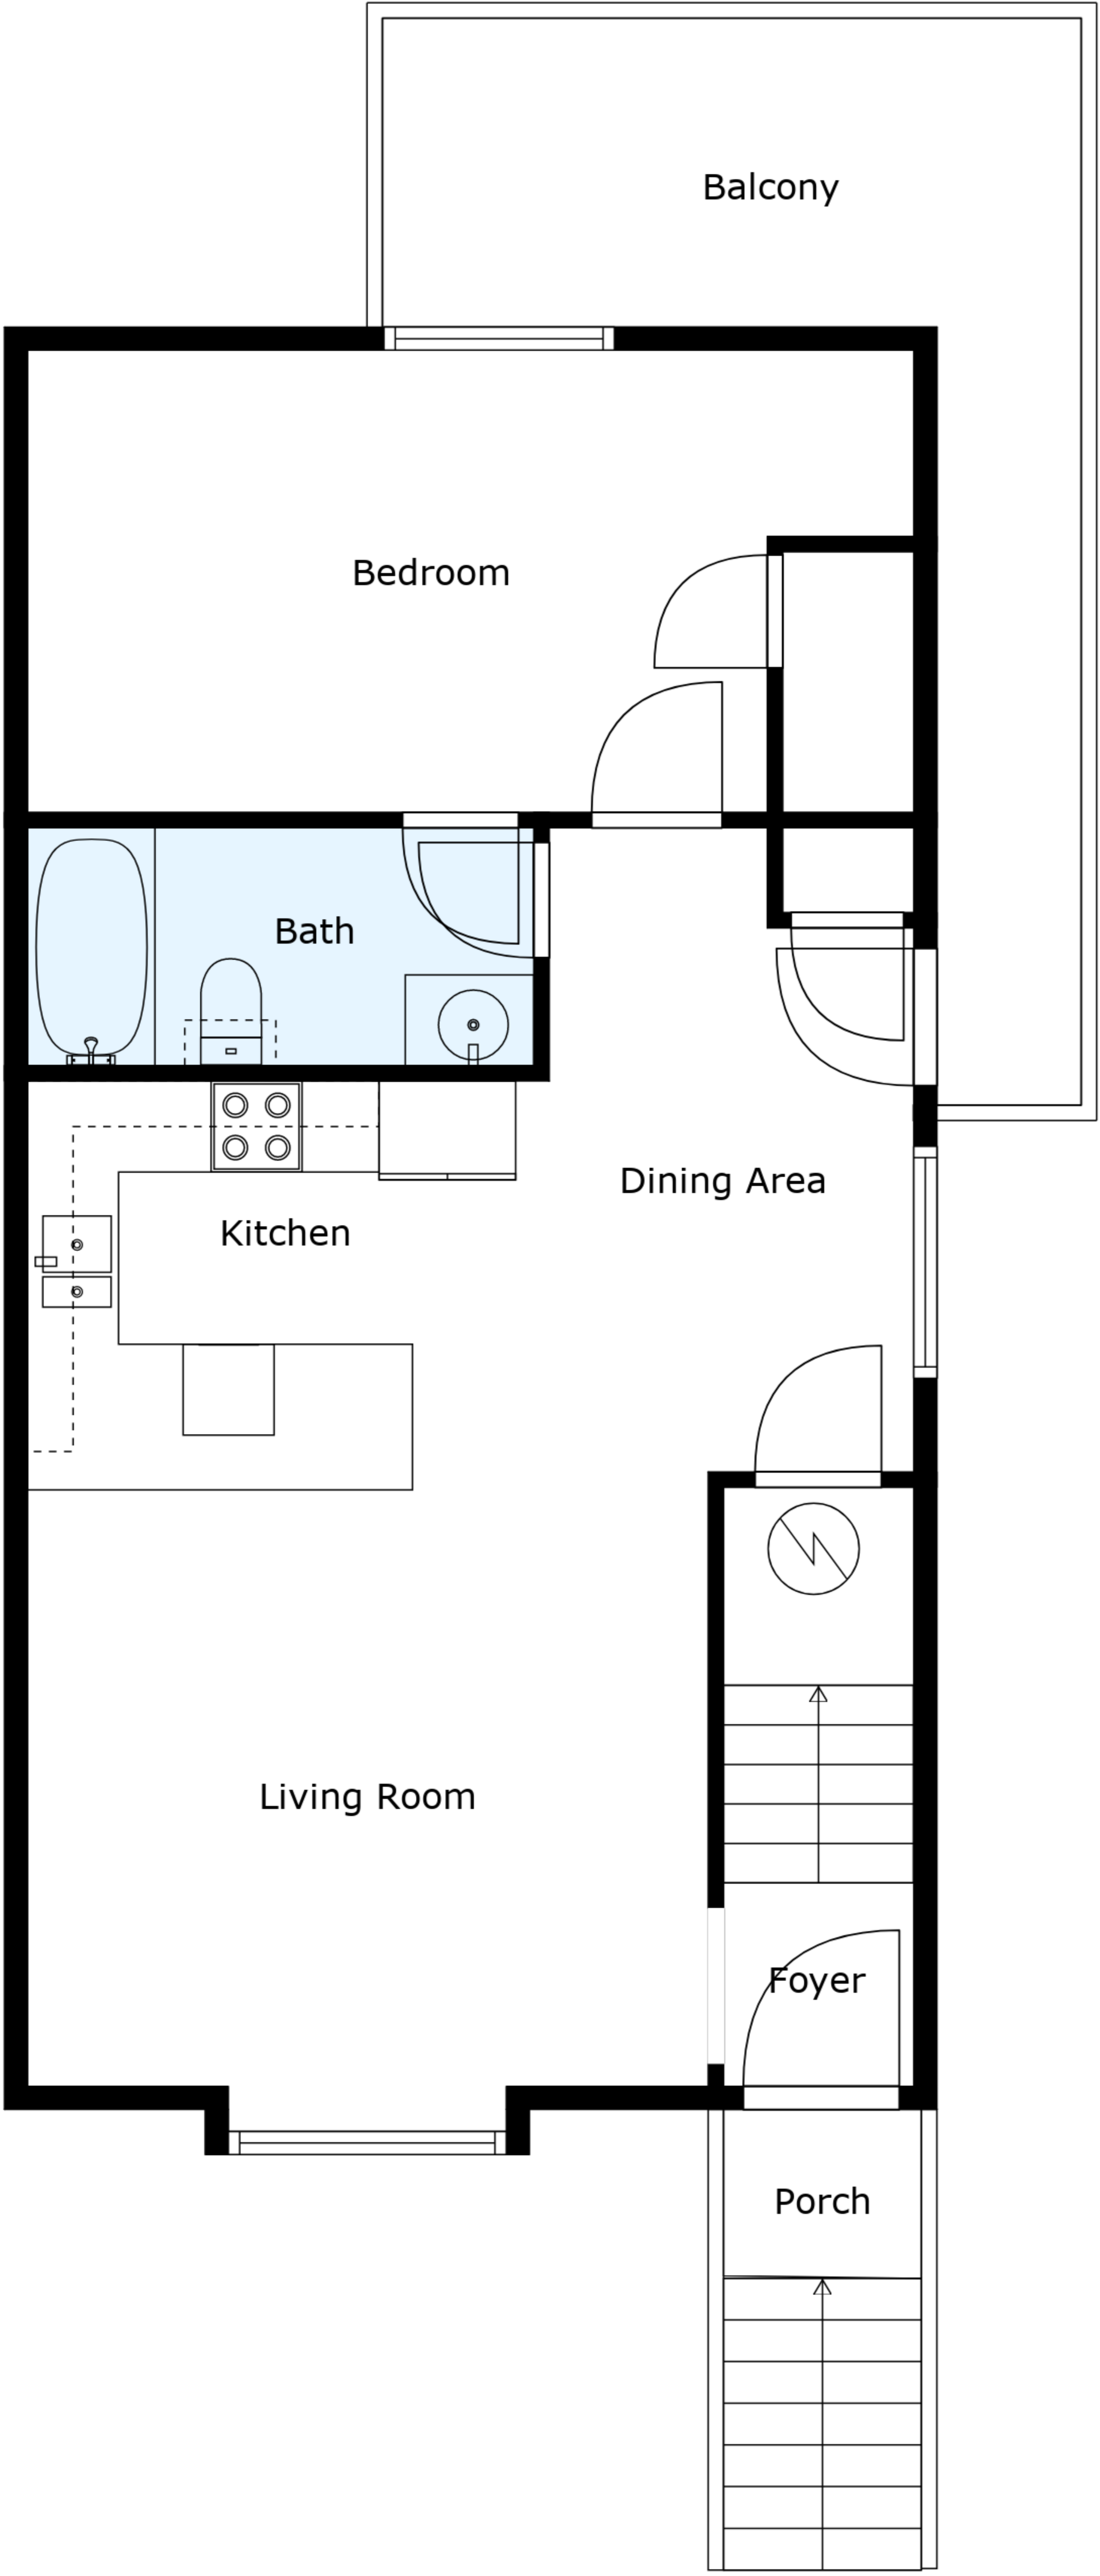 Balcony
Bedroom
Bath
Dining Area
Kitchen
Living Room
Foyer
Porch